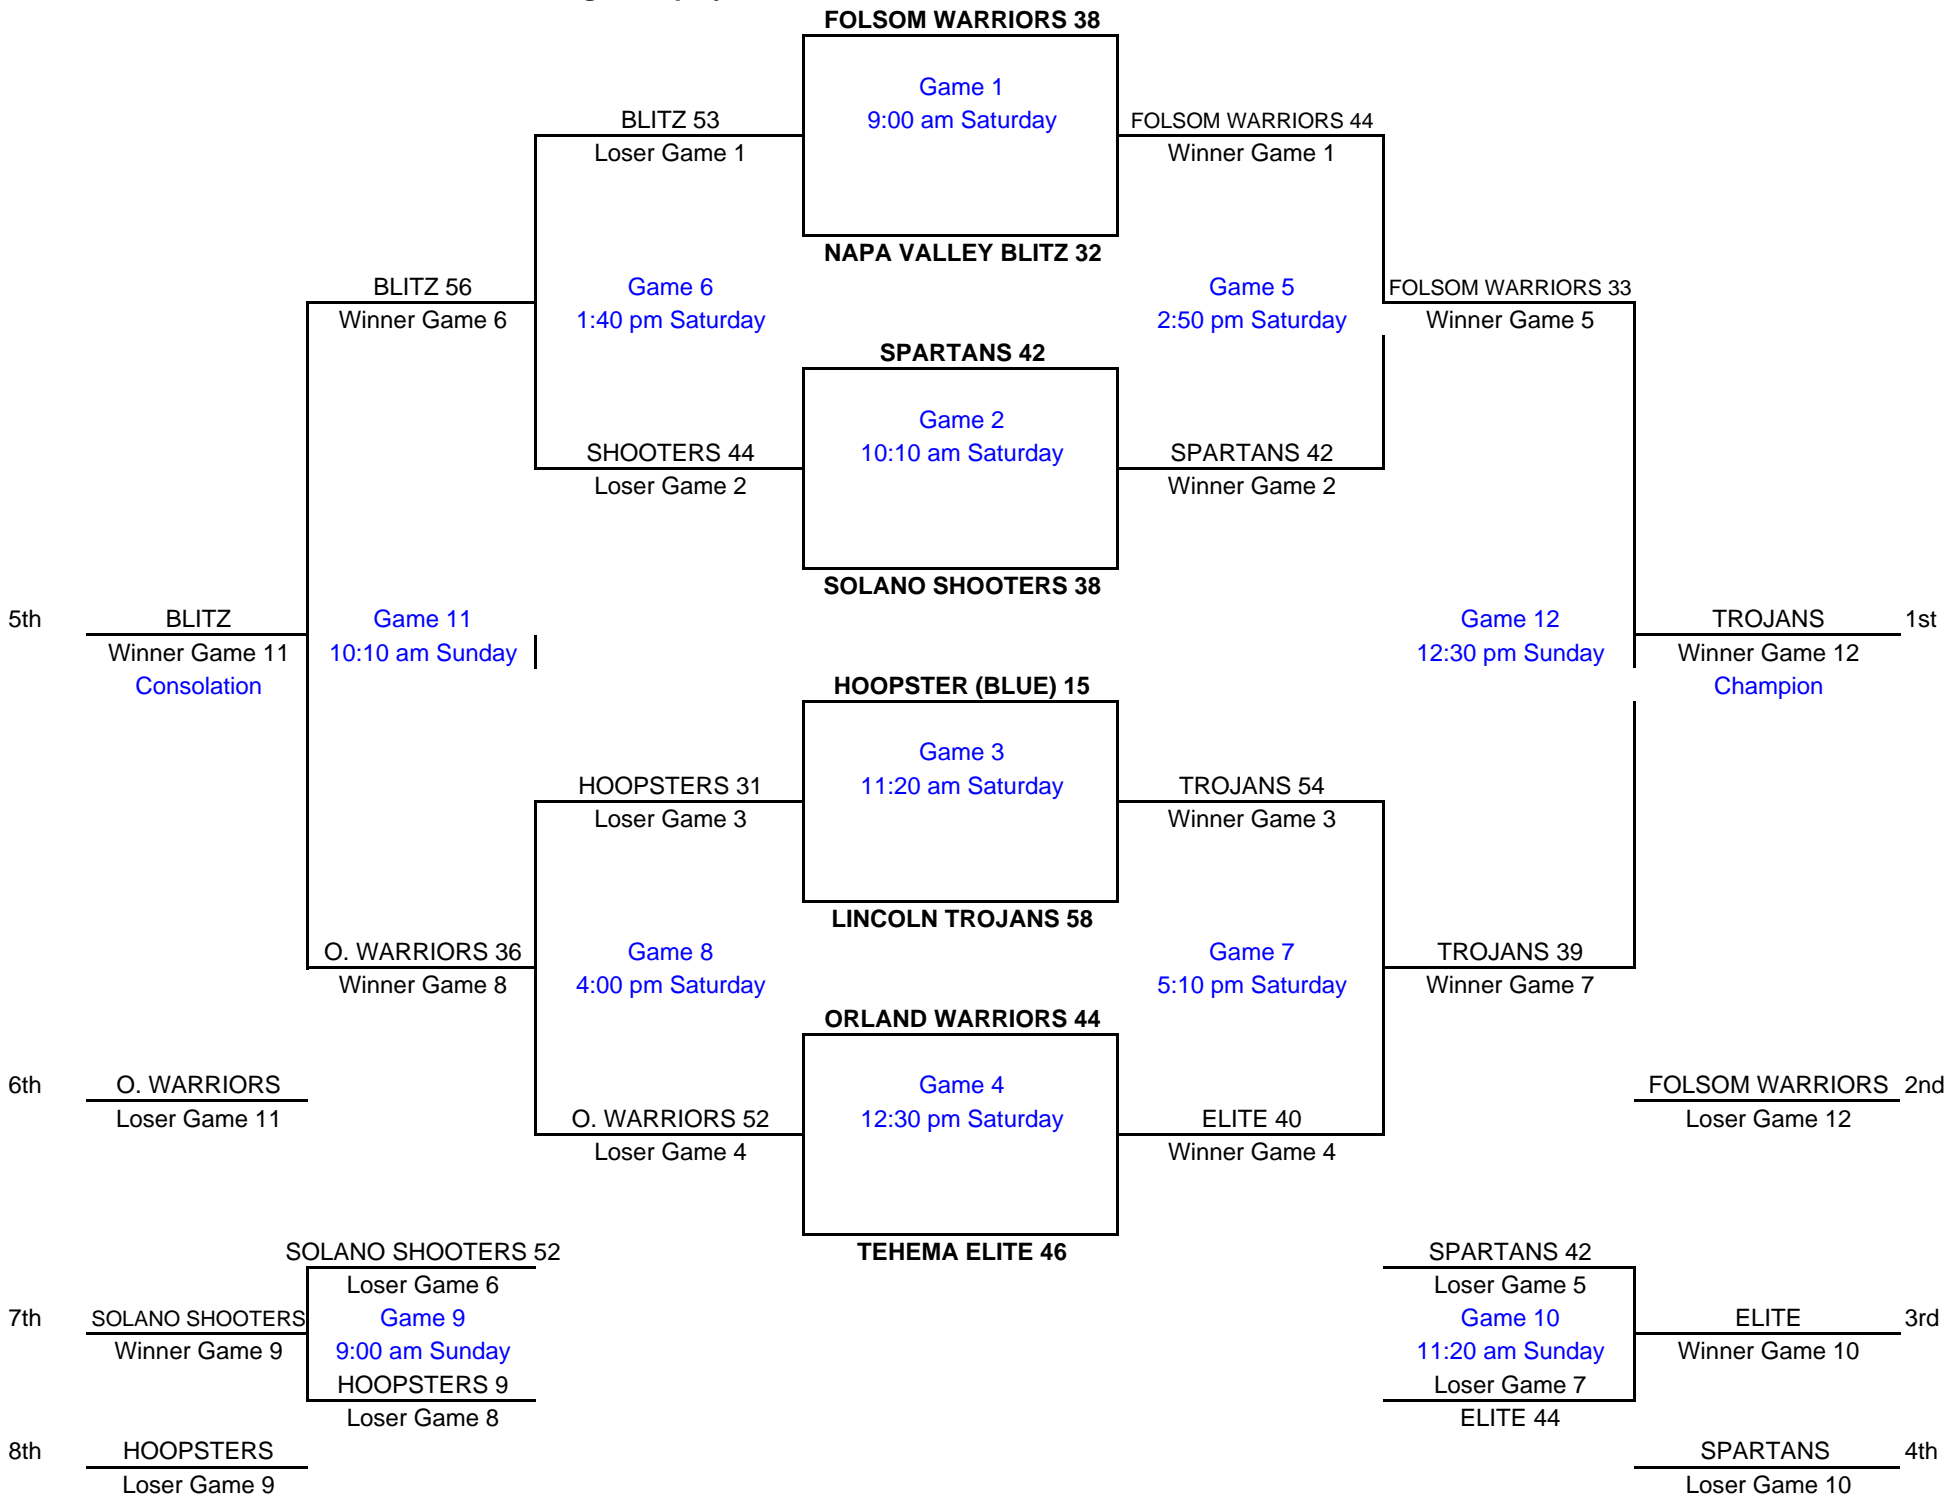 FOLSOM WARRIORS 38
Game 1
BLITZ 53
9:00 am Saturday
FOLSOM WARRIORS 44
Loser Game 1
Winner Game 1
NAPA VALLEY BLITZ 32
BLITZ 56
Game 6
Game 5
FOLSOM WARRIORS 33
Winner Game 6
1:40 pm Saturday
2:50 pm Saturday
Winner Game 5
SPARTANS 42
Game 2
SHOOTERS 44
10:10 am Saturday
SPARTANS 42
Loser Game 2
Winner Game 2
SOLANO SHOOTERS 38
5th
BLITZ
Game 11
Game 12
TROJANS
1st
Winner Game 11
10:10 am Sunday
12:30 pm Sunday
Winner Game 12
Consolation
HOOPSTER (BLUE) 15
Champion
Game 3
HOOPSTERS 31
11:20 am Saturday
TROJANS 54
Loser Game 3
Winner Game 3
LINCOLN TROJANS 58
O. WARRIORS 36
Game 8
Game 7
TROJANS 39
Winner Game 8
4:00 pm Saturday
5:10 pm Saturday
Winner Game 7
ORLAND WARRIORS 44
6th
O. WARRIORS
Game 4
FOLSOM WARRIORS
2nd
Loser Game 11
O. WARRIORS 52
12:30 pm Saturday
ELITE 40
Loser Game 12
Loser Game 4
Winner Game 4
SOLANO SHOOTERS 52
TEHEMA ELITE 46
SPARTANS 42
Loser Game 6
Loser Game 5
7th
SOLANO SHOOTERS
Game 9
Game 10
ELITE
3rd
Winner Game 9
9:00 am Sunday
11:20 am Sunday
Winner Game 10
HOOPSTERS 9
Loser Game 7
Loser Game 8
ELITE 44
8th
HOOPSTERS
SPARTANS
4th
Loser Game 9
Loser Game 10